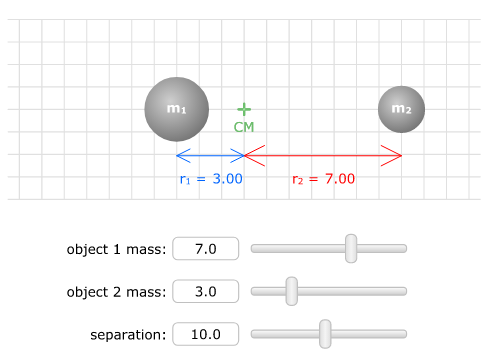 m₁
m₂
CM
r₁ = 3.00
r₂ = 7.00
object 1 mass: 7.0
object 2 mass: 3.0
separation: 10.0